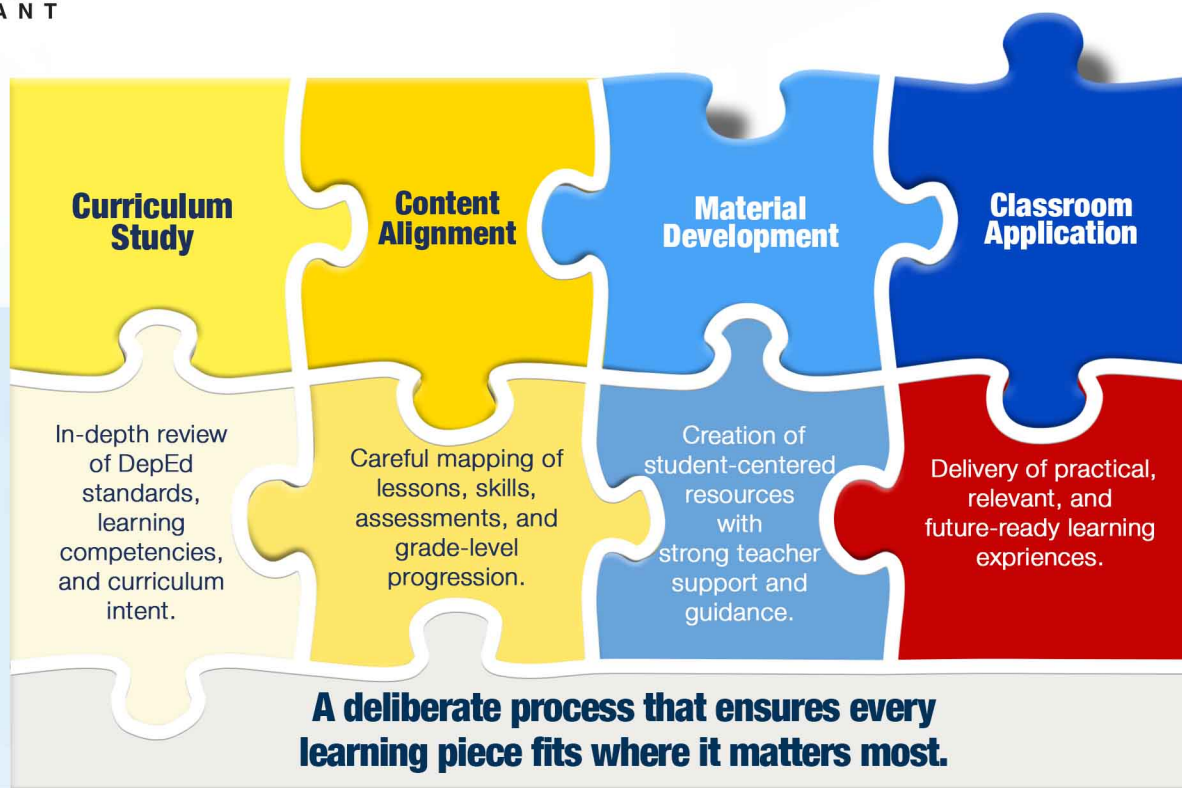 ANT
Curriculum
Study
Content
Alignment
Material
Development
Classroom
Application
In-depth review
of DepEd
standards,
learning
competencies,
and curriculum
intent.
Careful mapping of
lessons, skills,
assessments, and
grade-level
progression.
Creation of
student-centered
resources
with
strong teacher
support and
guidance.
Delivery of practical,
relevant, and
future-ready learning
expriences.
A deliberate process that ensures every
learning piece fits where it matters most.